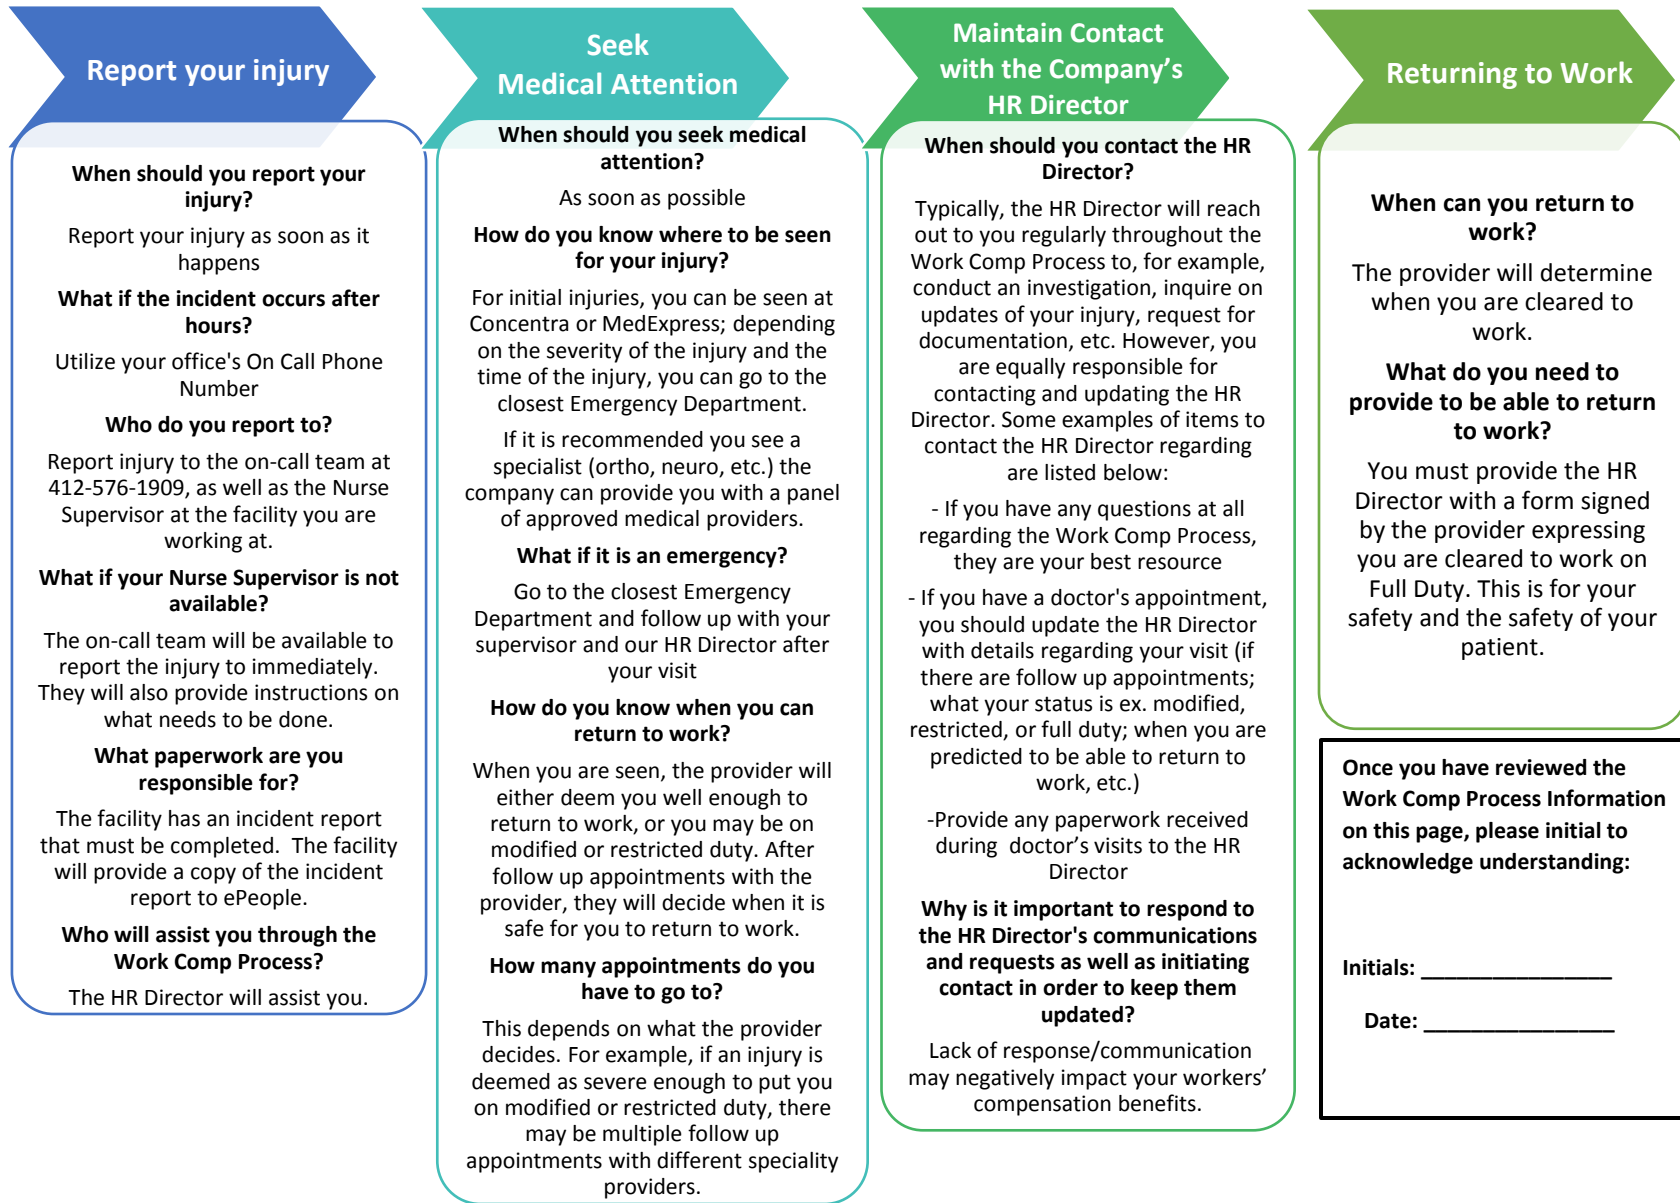 Report your injury
When should you report your
injury?
Report your injury as soon as it
happens
What if the incident occurs after
hours?
Utilize your office's On Call Phone
Number
Who do you report to?
Report injury to the on-call team at
412-576-1909, as well as the Nurse
Supervisor at the facility you are
working at.
What if your Nurse Supervisor is not
available?
The on-call team will be available to
report the injury to immediately.
They will also provide instructions on
what needs to be done.
What paperwork are you
responsible for?
The facility has an incident report
that must be completed.  The facility
will provide a copy of the incident
report to ePeople.
Who will assist you through the
Work Comp Process?
The HR Director will assist you.
Seek
Medical Attention
When should you seek medical
attention?
As soon as possible
How do you know where to be seen
for your injury?
For initial injuries, you can be seen at
Concentra or MedExpress; depending
on the severity of the injury and the
time of the injury, you can go to the
closest Emergency Department.
If it is recommended you see a
specialist (ortho, neuro, etc.) the
company can provide you with a panel
of approved medical providers.
What if it is an emergency?
Go to the closest Emergency
Department and follow up with your
supervisor and our HR Director after
your visit
How do you know when you can
return to work?
When you are seen, the provider will
either deem you well enough to
return to work, or you may be on
modified or restricted duty. After
follow up appointments with the
provider, they will decide when it is
safe for you to return to work.
How many appointments do you
have to go to?
This depends on what the provider
decides. For example, if an injury is
deemed as severe enough to put you
on modified or restricted duty, there
may be multiple follow up
appointments with different speciality
providers.
Maintain Contact
with the Company's
HR Director
When should you contact the HR
Director?
Typically, the HR Director will reach
out to you regularly throughout the
Work Comp Process to, for example,
conduct an investigation, inquire on
updates of your injury, request for
documentation, etc. However, you
are equally responsible for
contacting and updating the HR
Director. Some examples of items to
contact the HR Director regarding
are listed below:
- If you have any questions at all
regarding the Work Comp Process,
they are your best resource
- If you have a doctor's appointment,
you should update the HR Director
with details regarding your visit (if
there are follow up appointments;
what your status is ex. modified,
restricted, or full duty; when you are
predicted to be able to return to
work, etc.)
-Provide any paperwork received
during  doctor's visits to the HR
Director
Why is it important to respond to
the HR Director's communications
and requests as well as initiating
contact in order to keep them
updated?
Lack of response/communication
may negatively impact your workers'
compensation benefits.
Returning to Work
When can you return to
work?
The provider will determine
when you are cleared to
work.
What do you need to
provide to be able to return
to work?
You must provide the HR
Director with a form signed
by the provider expressing
you are cleared to work on
Full Duty. This is for your
safety and the safety of your
patient.
Once you have reviewed the
Work Comp Process Information
on this page, please initial to
acknowledge understanding:
Initials: ________________
Date: ________________